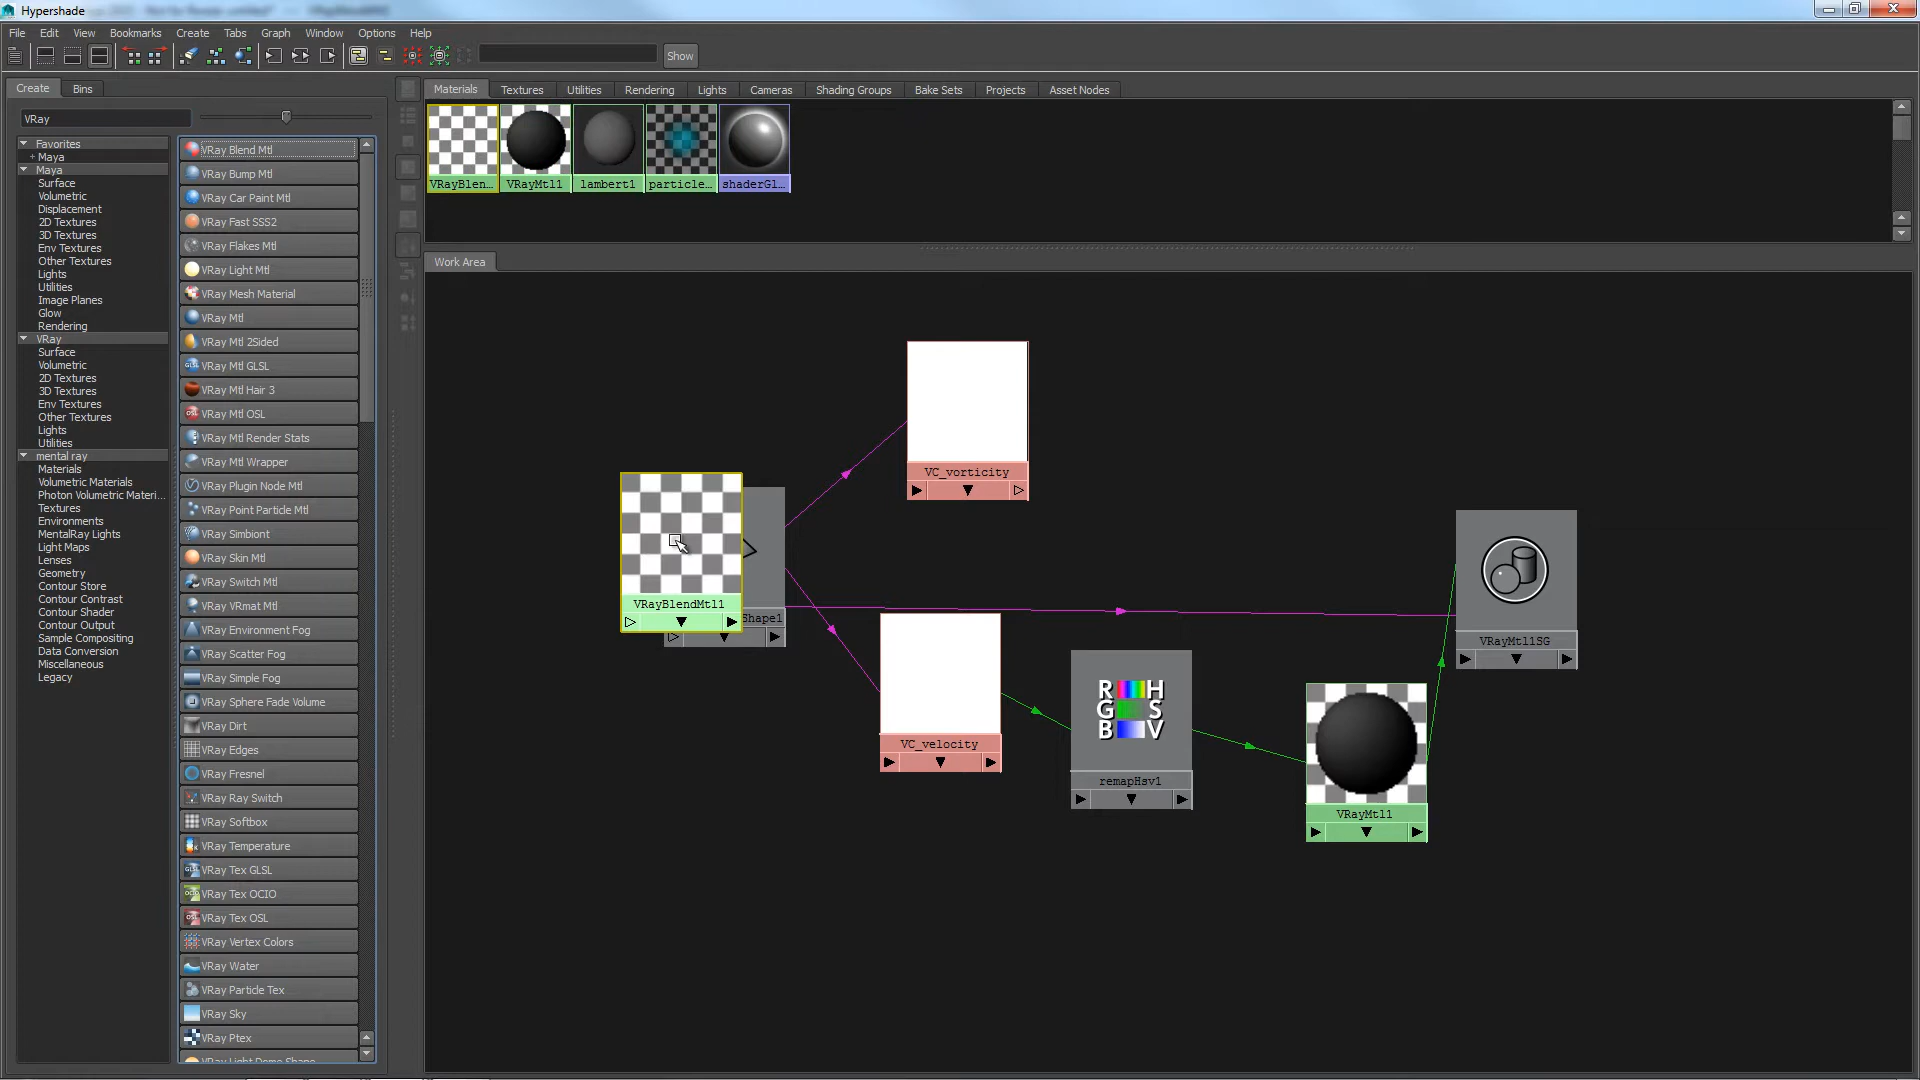 Hypershade
File Edit View Bookmarks Create Tabs Graph Window Options Help
Show
Create Bins
VRay
Favorites
+ Maya
Maya
Surface
Volumetric
Displacement
2D Textures
3D Textures
Env Textures
Other Textures
Lights
Utilities
Image Planes
Glow
Rendering
VRay
Surface
Volumetric
2D Textures
3D Textures
Env Textures
Other Textures
Lights
Utilities
mental ray
Materials
Volumetric Materials
Photon Volumetric Materi...
Textures
Environments
MentalRay Lights
Light Maps
Lenses
Geometry
Contour Store
Contour Contrast
Contour Shader
Contour Output
Sample Compositing
Data Conversion
Miscellaneous
Legacy
VRay Blend Mtl
VRay Bump Mtl
VRay Car Paint Mtl
VRay Fast SSS2
VRay Flakes Mtl
VRay Light Mtl
VRay Mesh Material
VRay Mtl
VRay Mtl 2Sided
VRay Mtl GLSL
VRay Mtl Hair 3
VRay Mtl OSL
VRay Mtl Render Stats
VRay Mtl Wrapper
VRay Plugin Node Mtl
VRay Point Particle Mtl
VRay Simbiont
VRay Skin Mtl
VRay Switch Mtl
VRay VRmat Mtl
VRay Environment Fog
VRay Scatter Fog
VRay Simple Fog
VRay Sphere Fade Volume
VRay Dirt
VRay Edges
VRay Fresnel
VRay Ray Switch
VRay Softbox
VRay Temperature
VRay Tex GLSL
VRay Tex OCIO
VRay Tex OSL
VRay Vertex Colors
VRay Water
VRay Particle Tex
VRay Sky
VRay Ptex
VRay Light Dome Shape
Materials Textures Utilities Rendering Lights Cameras Shading Groups Bake Sets Projects Asset Nodes
VRayBlen... VRayMtl1 lambert1 particle... shaderGl...
Work Area
VC_vorticity
VRayBlendMtl1
Shape1
VRayMtl1SG
VC_velocity
R H
G S
B V
remapHsv1
VRayMtl1